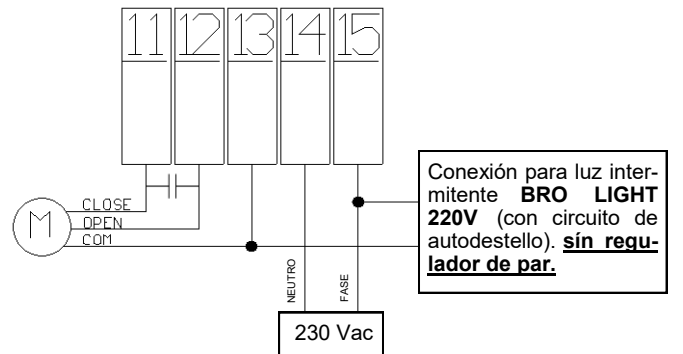 11 12 13 14 15
Conexión para luz inter-
mitente BRO LIGHT
220V (con circuito de
autodestello). sín regu-
lador de par.
CLOSE
OPEN
COM
M
NEUTRO
FASE
230 Vac